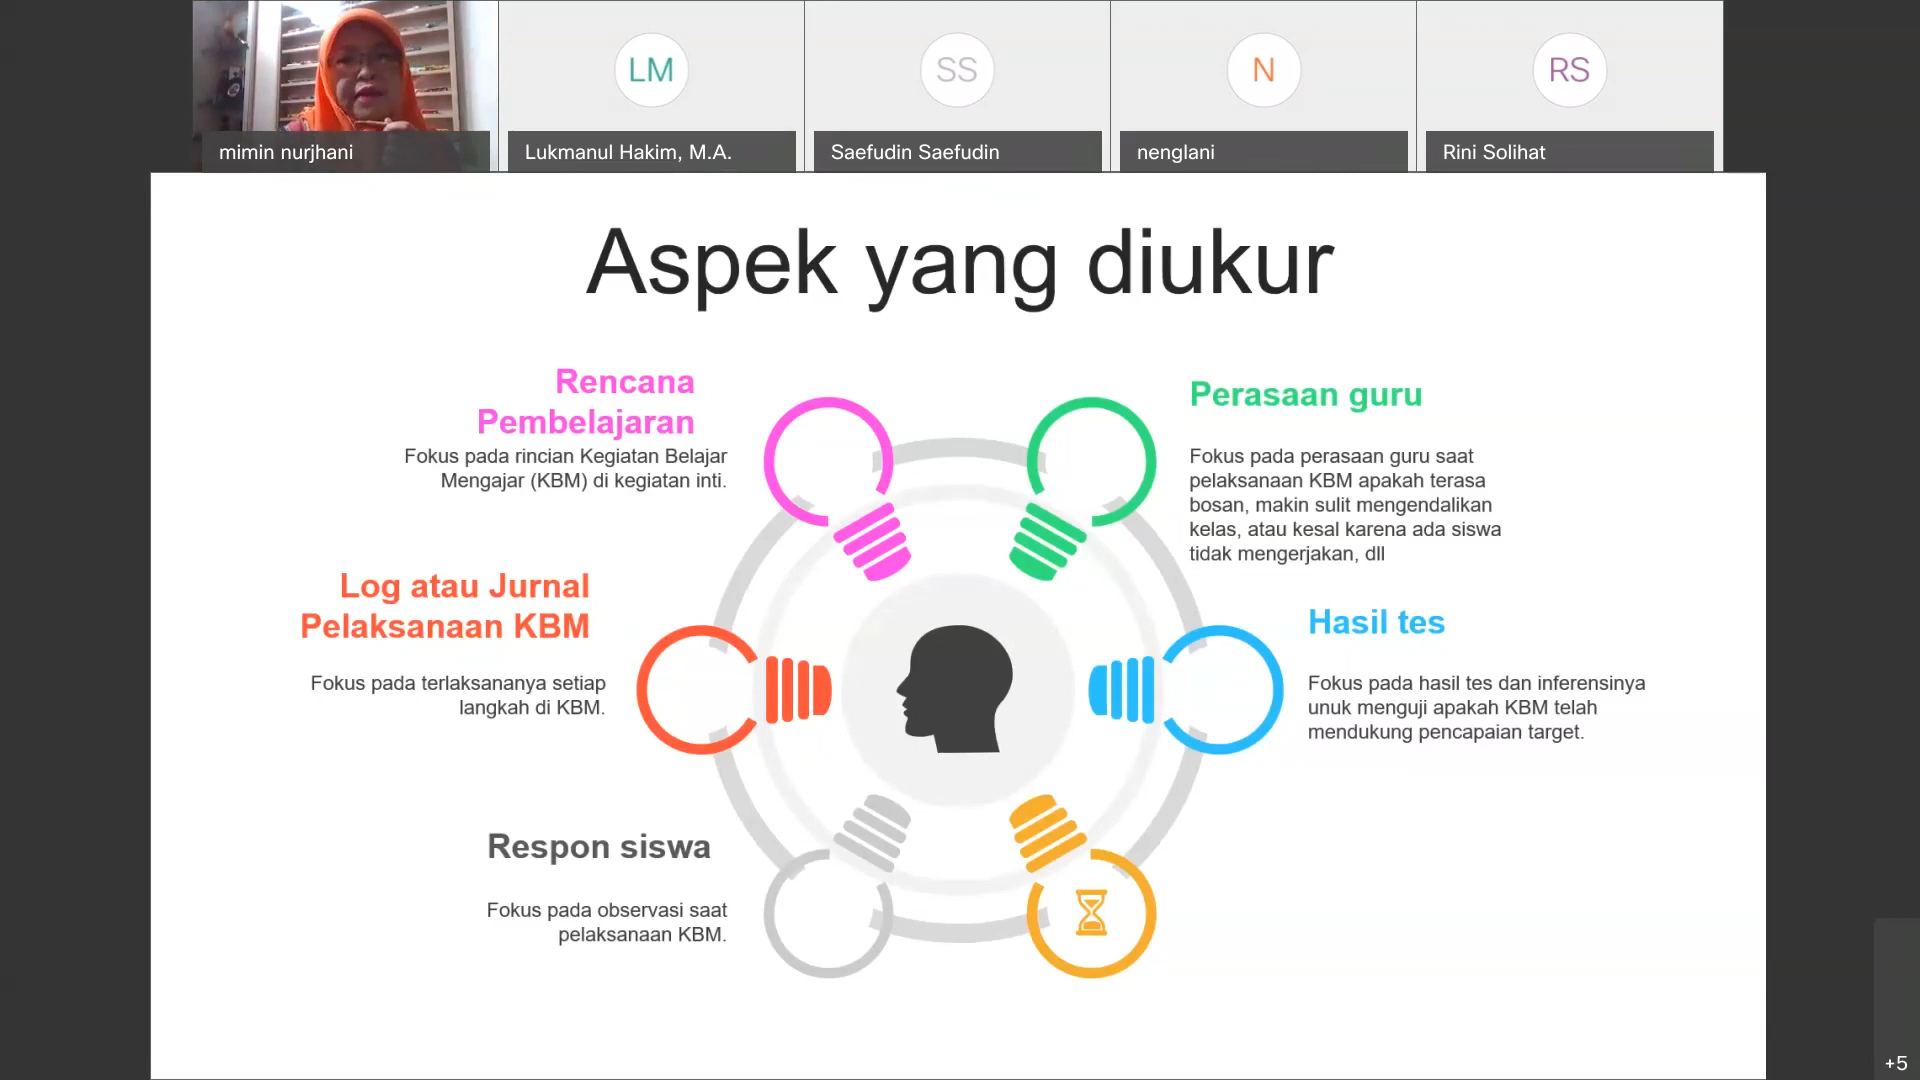 LM
SS
N
RS
mimin nurjhani
Lukmanul Hakim, M.A.
Saefudin Saefudin
nenglani
Rini Solihat
Aspek yang diukur
Rencana
Pembelajaran
Fokus pada rincian Kegiatan Belajar
Mengajar (KBM) di kegiatan inti.
Log atau Jurnal
Pelaksanaan KBM
Fokus pada terlaksananya setiap
langkah di KBM.
Respon siswa
Fokus pada observasi saat
pelaksanaan KBM.
Perasaan guru
Fokus pada perasaan guru saat
pelaksanaan KBM apakah terasa
bosan, makin sulit mengendalikan
kelas, atau kesal karena ada siswa
tidak mengerjakan, dll
Hasil tes
Fokus pada hasil tes dan inferensinya
unuk menguji apakah KBM telah
mendukung pencapaian target.
+5